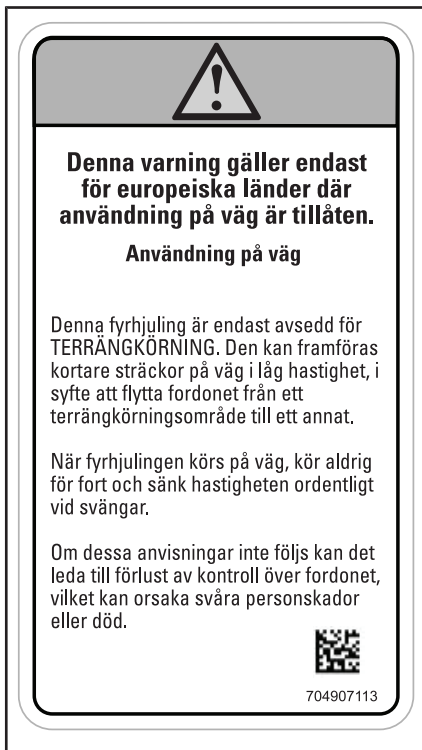 Denna varning gäller endast
för europeiska länder där
användning på väg är tillåten.
Användning på väg
Denna fyrhjuling är endast avsedd för
TERRÄNGKÖRNING. Den kan framföras
kortare sträckor på väg i låg hastighet, i
syfte att flytta fordonet från ett
terrängkörningsområde till ett annat.
När fyrhjulingen körs på väg, kör aldrig
för fort och sänk hastigheten ordentligt
vid svängar.
Om dessa anvisningar inte följs kan det
leda till förlust av kontroll över fordonet,
vilket kan orsaka svåra personskador
eller död.
704907113